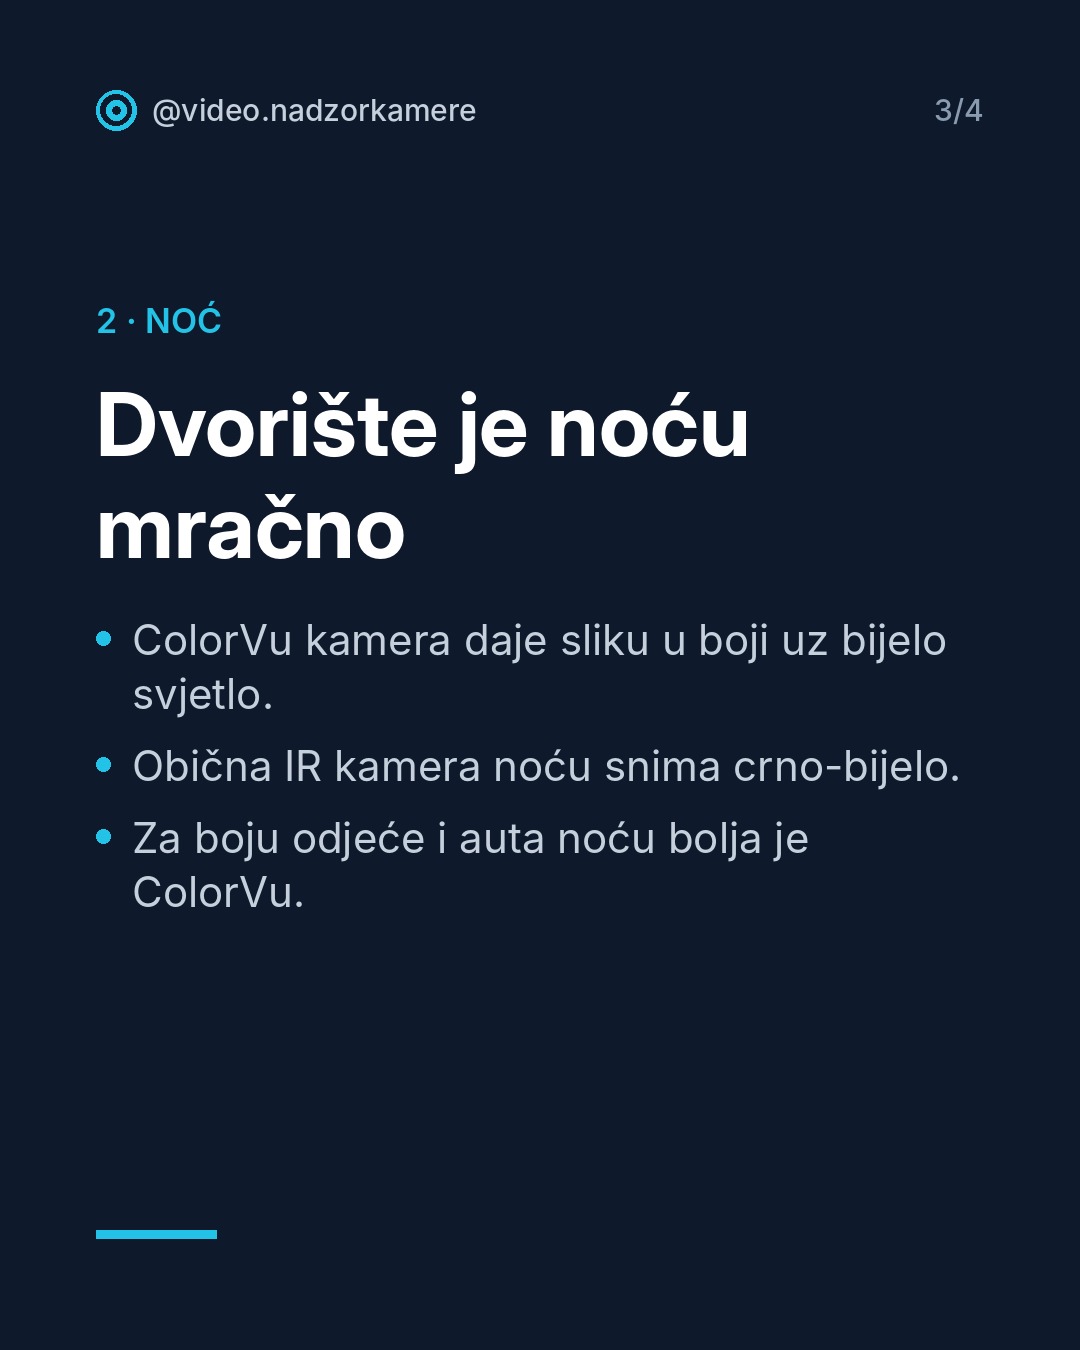 @video.nadzorkamere
3/4
2 · NOĆ
Dvorište je noću
mračno
ColorVu kamera daje sliku u boji uz bijelo
svjetlo.
Obična IR kamera noću snima crno-bijelo.
Za boju odjeće i auta noću bolja je
ColorVu.